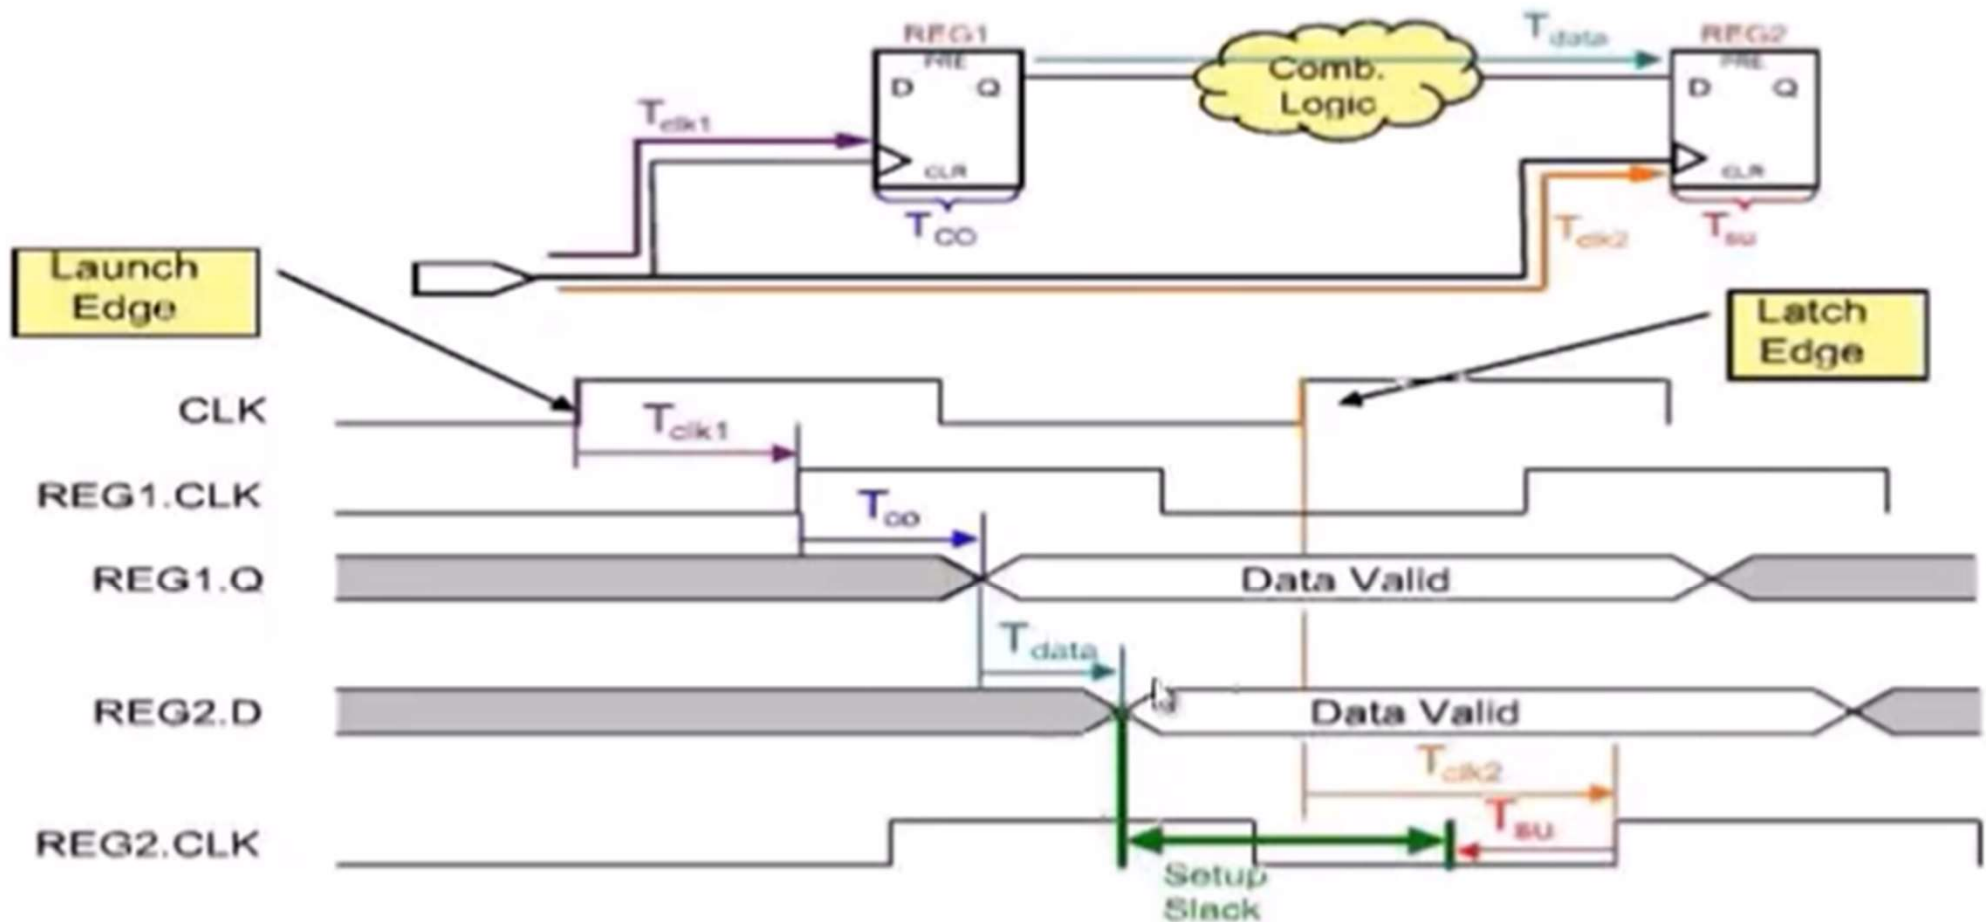 REG1
PRE
D Q
CLR
Tco
Tclk1
Comb.
Logic
Tdata
REG2
PRE
D Q
CLR
Tclk2
Tsu
Launch
Edge
Latch
Edge
CLK
Tclk1
REG1.CLK
Tco
REG1.Q
Data Valid
Tdata
REG2.D
Data Valid
Tclk2
REG2.CLK
Tsu
Setup
Slack